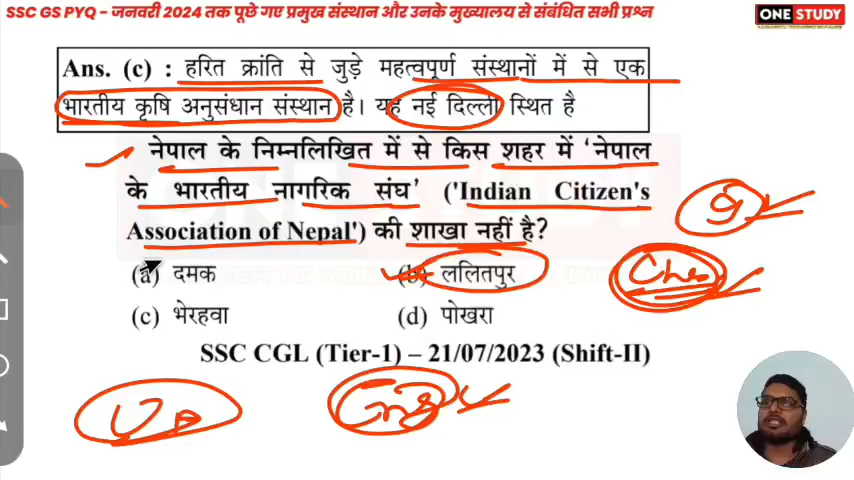 SSC GS PYQ - जनवरी 2024 तक पूछे गए प्रमुख संस्थान और उनके मुख्यालय से संबंधित सभी प्रश्न
ONE STUDY
Ans. (c) : हरित क्रांति से जुड़े महत्वपूर्ण संस्थानों में से एक
भारतीय कृषि अनुसंधान संस्थान है। यह नई दिल्ली स्थित है
नेपाल के निम्नलिखित में से किस शहर में ‘नेपाल
के भारतीय नागरिक संघ’ ('Indian Citizen's
Association of Nepal') की शाखा नहीं है?
(a) दमक (b) ललितपुर
(c) भेरहवा (d) पोखरा
SSC CGL (Tier-1) – 21/07/2023 (Shift-II)